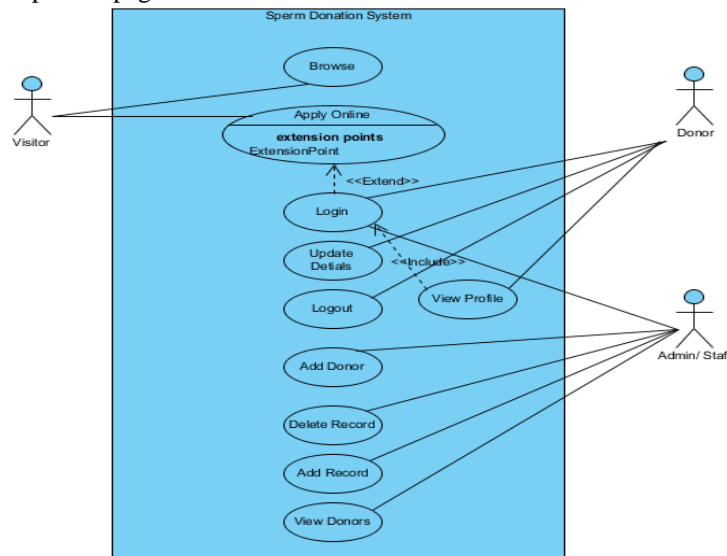 Sperm Donation System
Browse
Apply Online
extension points
ExtensionPoint
Visitor
Donor
<<Extend>>
Login
Update
Detials
<<Include>>
View Profile
Logout
Admin/ Staf
Add Donor
Delete Record
Add Record
View Donors